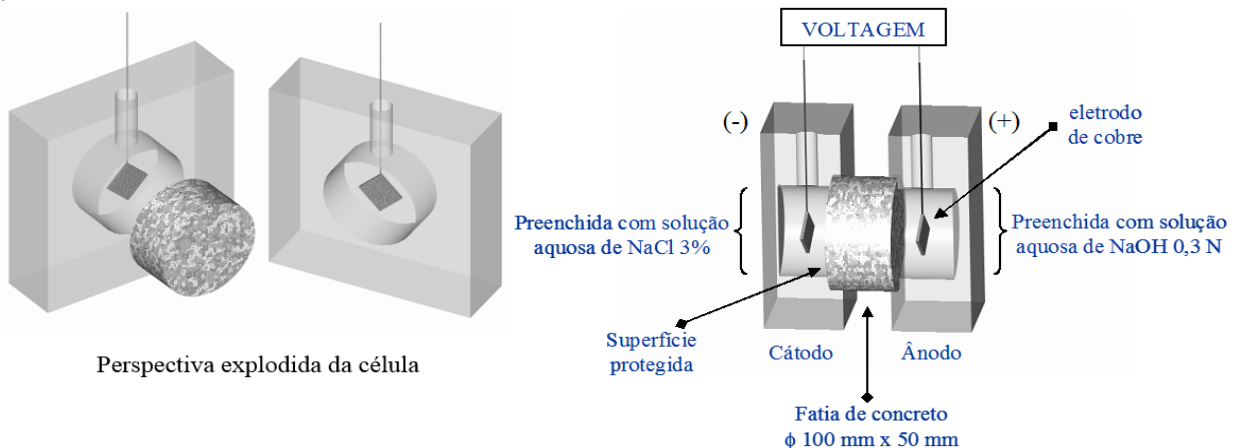 Perspectiva explodida da célula
VOLTAGEM
(-)
(+)
eletrodo
de cobre
Preenchida com solução
aquosa de NaCl 3%
Preenchida com solução
aquosa de NaOH 0,3 N
Superfície
protegida
Cátodo
Ânodo
Fatia de concreto
ϕ 100 mm x 50 mm